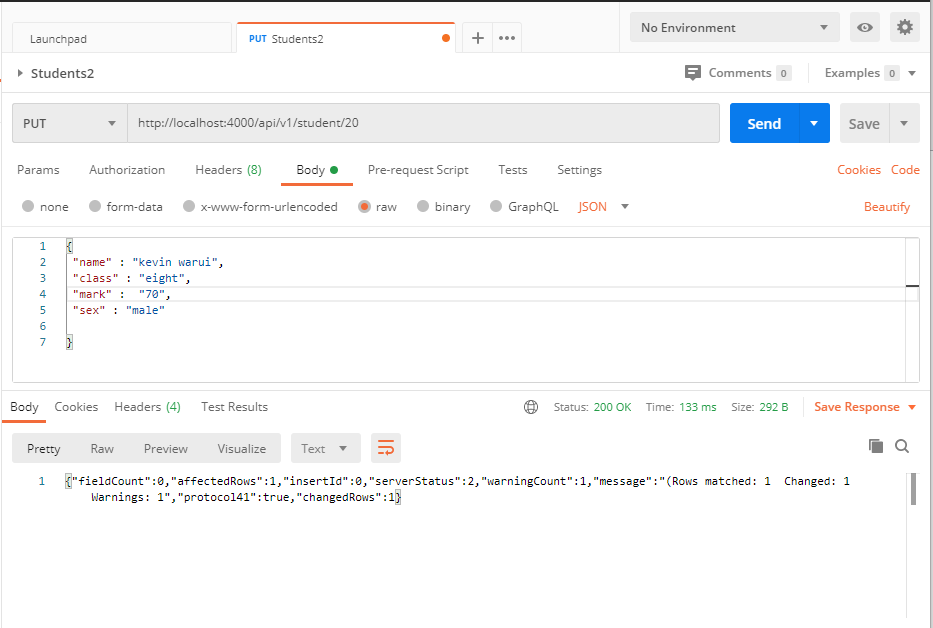 Launchpad
PUT Students2
No Environment
Students2
Comments 0
Examples 0
PUT
http://localhost:4000/api/v1/student/20
Send
Save
Params
Authorization
Headers (8)
Body
Pre-request Script
Tests
Settings
Cookies
Code
none
form-data
x-www-form-urlencoded
raw
binary
GraphQL
JSON
Beautify
1 {
2 "name" : "kevin warui",
3 "class" : "eight",
4 "mark" :  "70",
5 "sex" : "male"
6
7 }
Body
Cookies
Headers (4)
Test Results
Status: 200 OK
Time: 133 ms
Size: 292 B
Save Response
Pretty
Raw
Preview
Visualize
Text
1 {"fieldCount":0,"affectedRows":1,"insertId":0,"serverStatus":2,"warningCount":1,"message":"(Rows matched: 1  Changed: 1
Warnings: 1","protocol41":true,"changedRows":1}